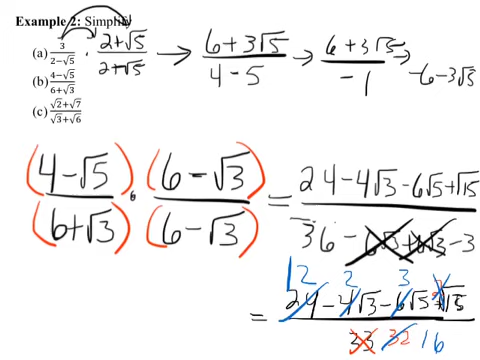 Example 2: Simplify
(a) 3/(2−√5) · (2+√5)/(2+√5) → (6+3√5)/(4−5) → (6+3√5)/(−1) → −6−3√5
(b) (4−√5)/(6+√3)
(c) (√2+√7)/(√3+√6)
(4−√5)/(6+√3) · (6−√3)/(6−√3) = (24−4√3−6√5+√15)/(36−6√3+6√3−3)
12 2 3
= (24−4√3−6√5+√15)/33 32 16